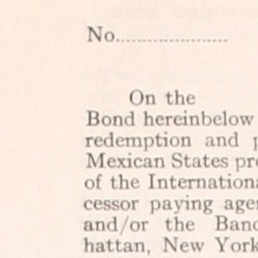 No....................
On the
Bond hereinbelow
redemption and p
Mexican States pr
of the Internationa
cessor paying age
and/or the Banc
hattan, New York